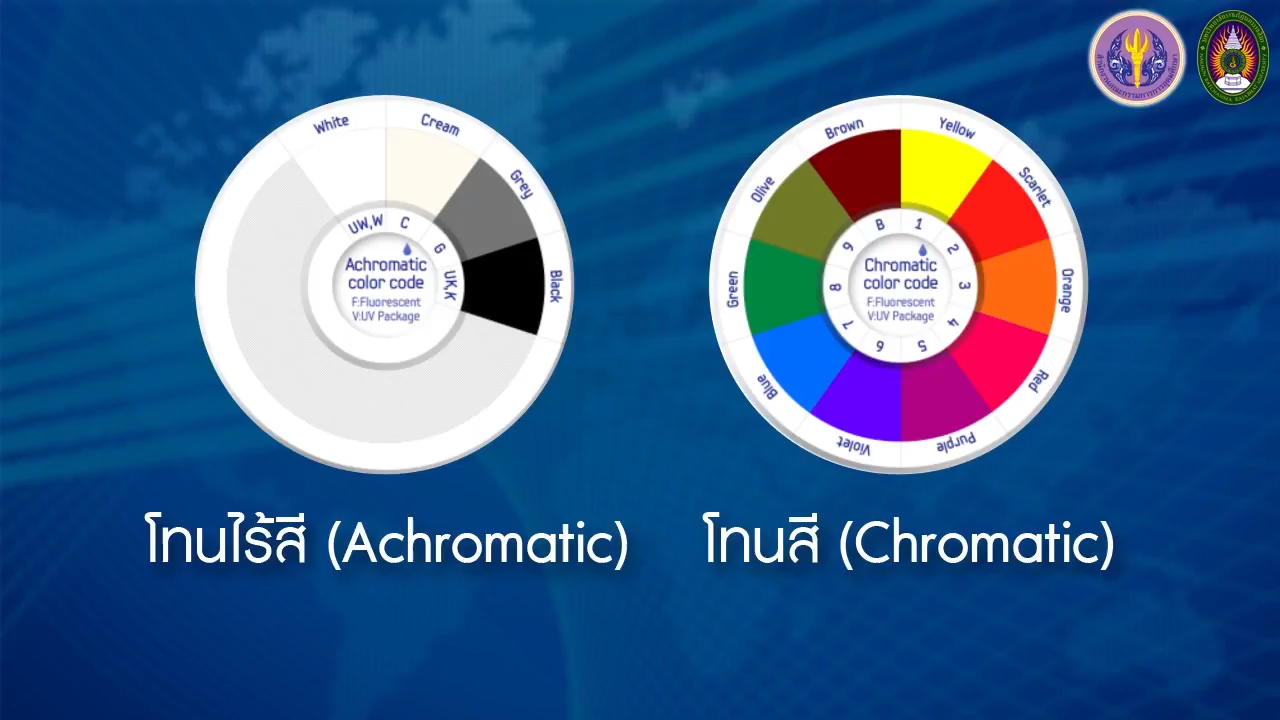 White
Cream
Grey
Black
UW,W
C
G
UK,K
Achromatic
color code
F:Fluorescent
V:UV Package
Brown
Yellow
Scarlet
Orange
Red
Purple
Violet
Blue
Green
Olive
B
1
2
3
4
5
6
7
8
9
Chromatic
color code
F:Fluorescent
V:UV Package
โทนไร้สี (Achromatic)
โทนสี (Chromatic)